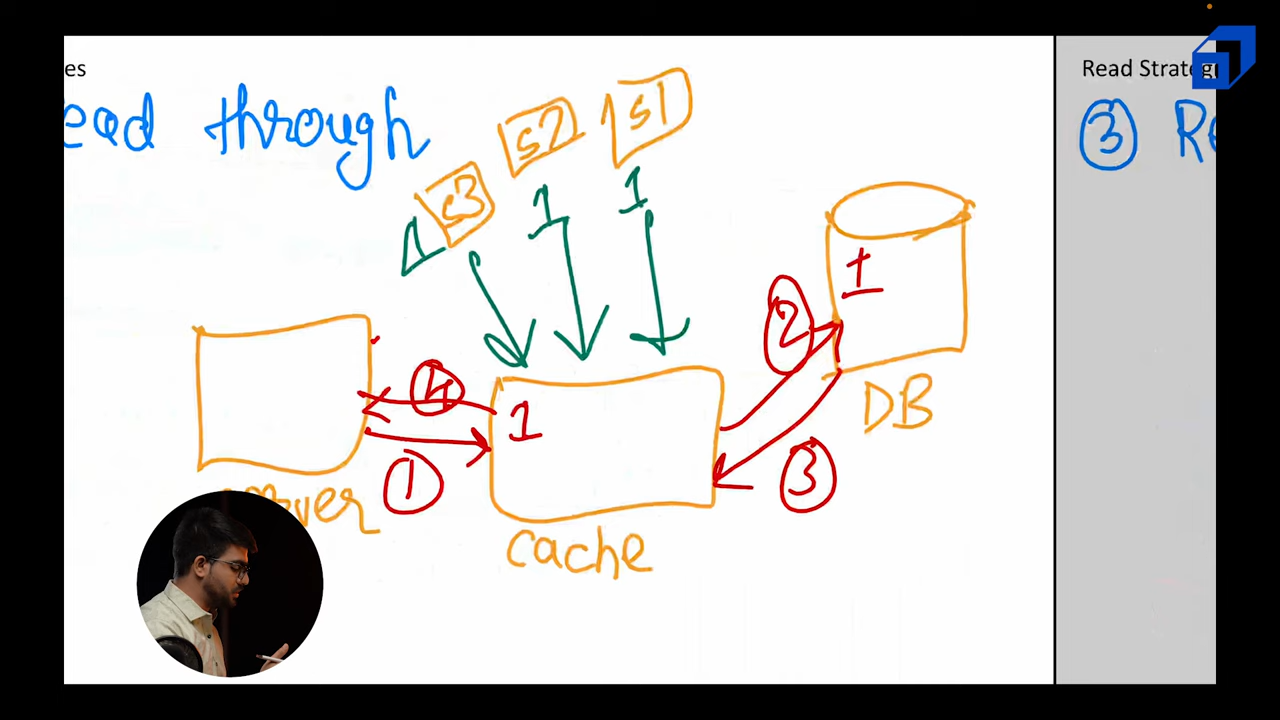 es
Read Strateg
ead through
3 Re
S1
S2
S3
1
1
1
1
2
4
1
1
3
DB
cache